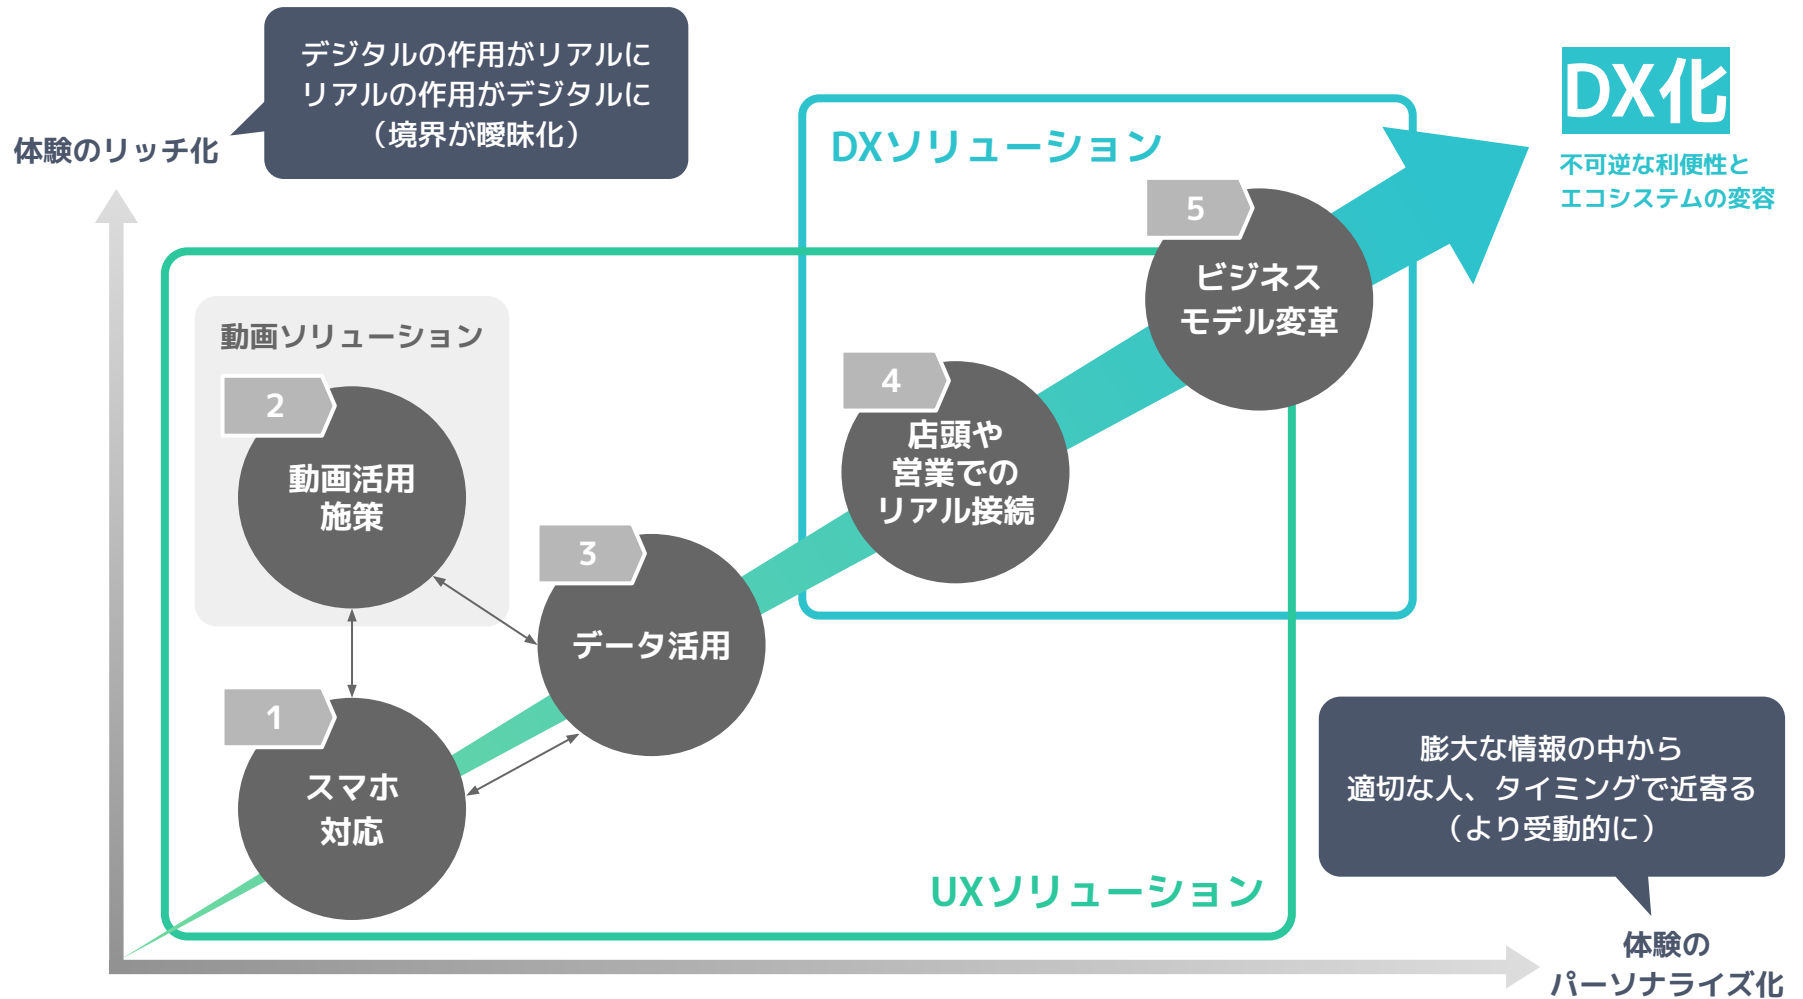 デジタルの作用がリアルに
リアルの作用がデジタルに
（境界が曖昧化）
体験のリッチ化
DX化
不可逆な利便性と
エコシステムの変容
DXソリューション
5
ビジネス
モデル変革
動画ソリューション
2
動画活用
施策
4
店頭や
営業での
リアル接続
3
データ活用
1
スマホ
対応
UXソリューション
膨大な情報の中から
適切な人、タイミングで近寄る
（より受動的に）
体験の
パーソナライズ化